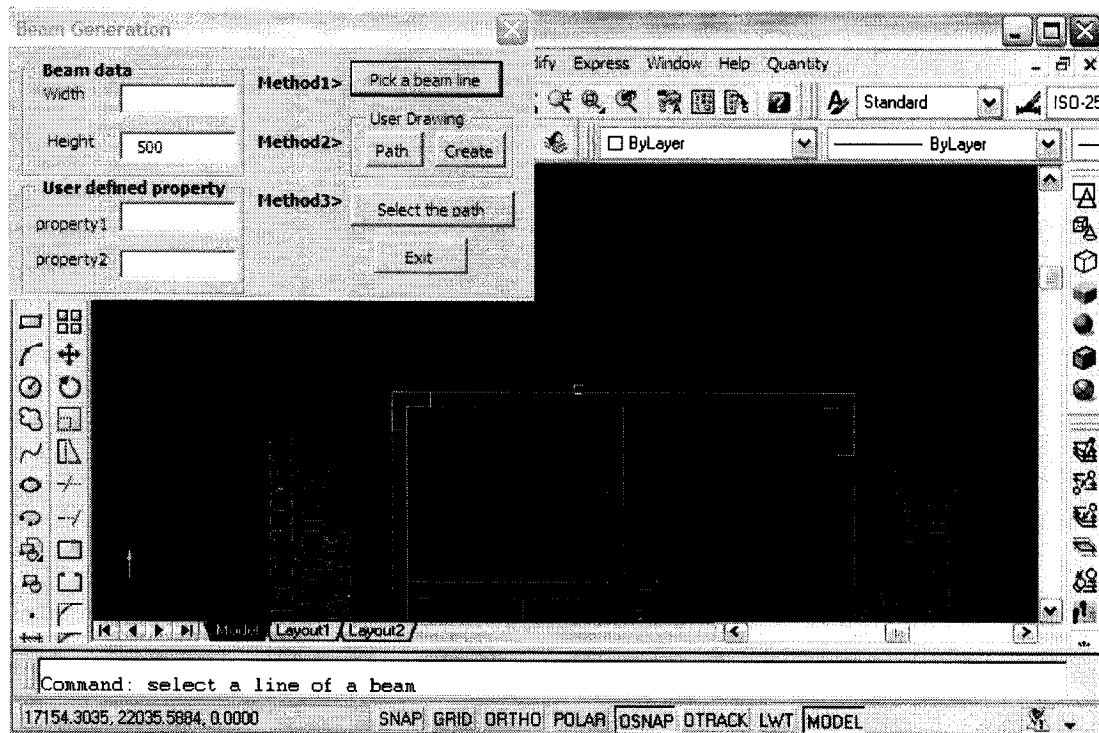 Beam Generation
Beam data
Width
Height 500
User defined property
property1
property2
Method1> Pick a beam line
User Drawing
Method2> Path Create
Method3> Select the path
Exit
ify Express Window Help Quantity
Standard ISO-25
ByLayer ByLayer
Model Layout1 Layout2
Command: select a line of a beam
17154.3035, 22035.5884, 0.0000 SNAP GRID ORTHO POLAR OSNAP OTRACK LWT MODEL